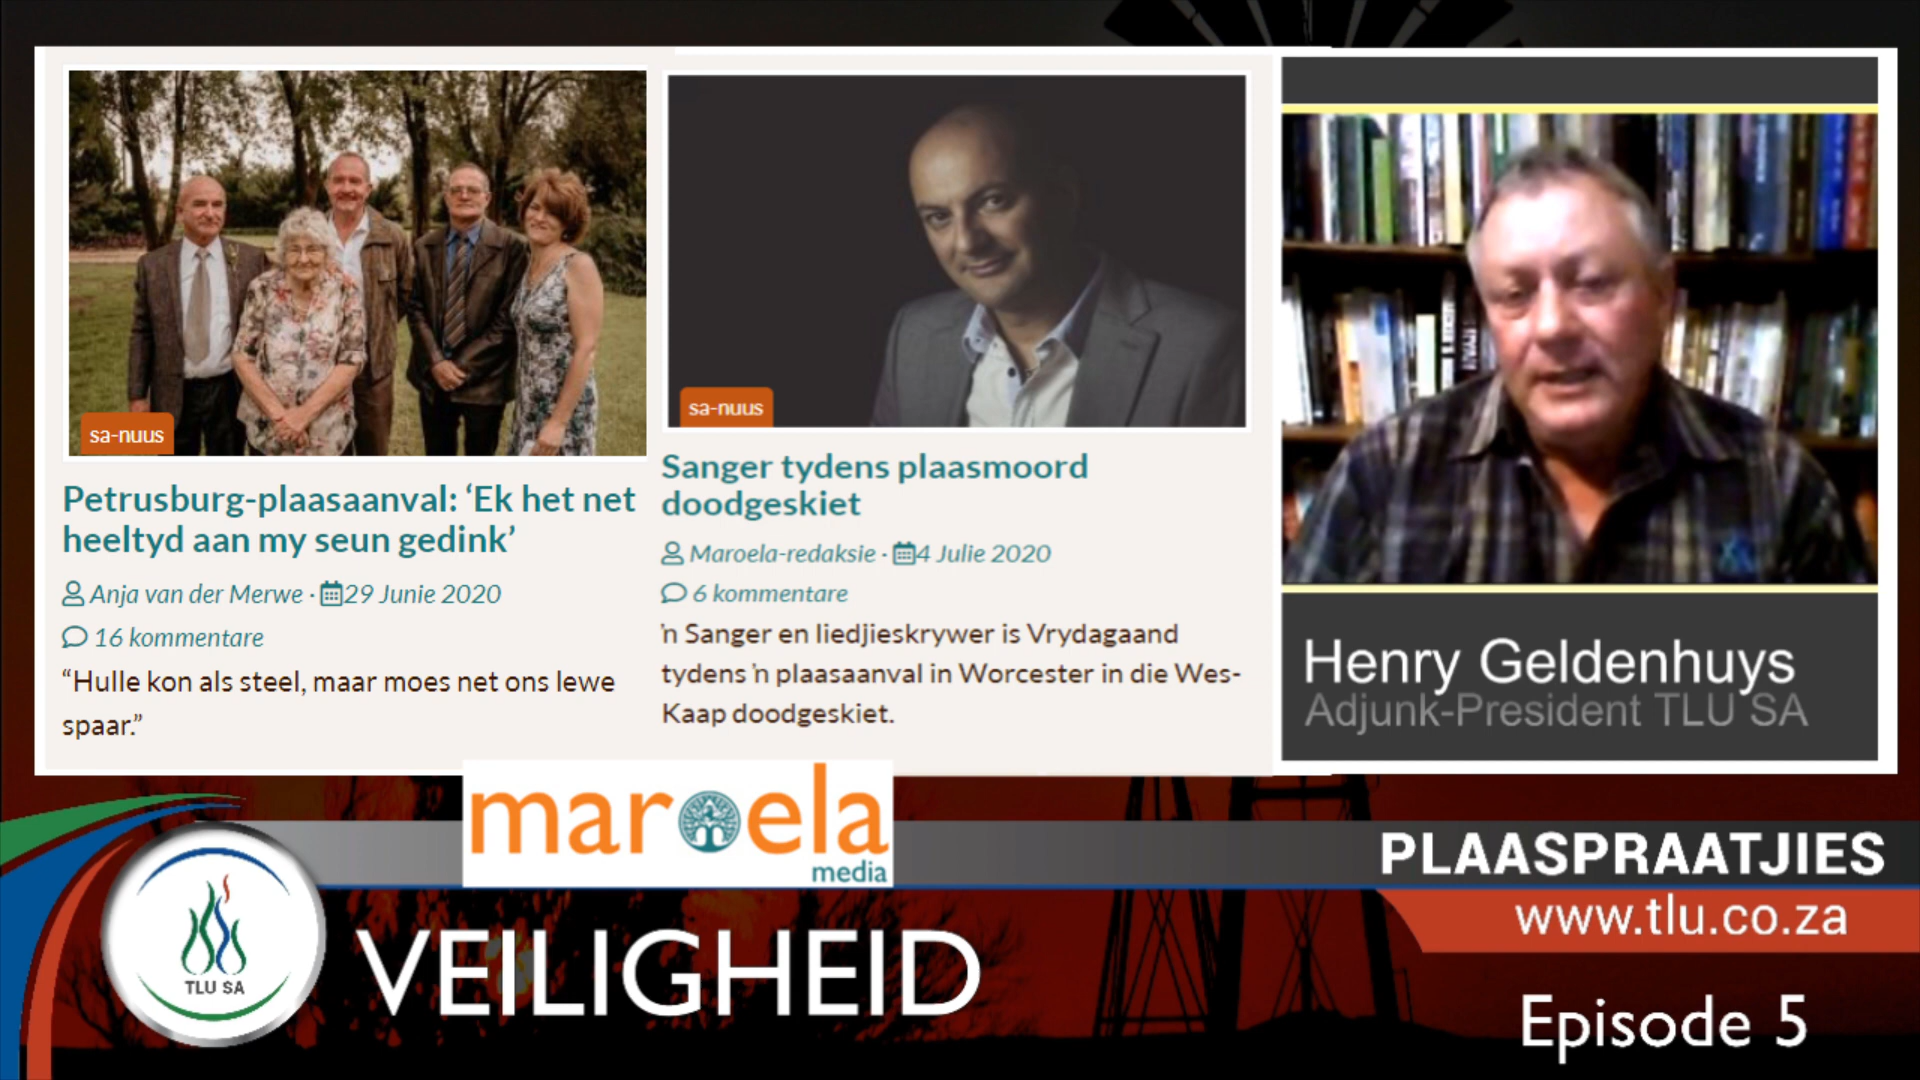 sa-nuus
Petrusburg-plaasaanval: ‘Ek het net
heeltyd aan my seun gedink’
Anja van der Merwe · 29 Junie 2020
16 kommentare
“Hulle kon als steel, maar moes net ons lewe
spaar.”
sa-nuus
Sanger tydens plaasmoord
doodgeskiet
Maroela-redaksie · 4 Julie 2020
6 kommentare
’n Sanger en liedjieskrywer is Vrydagaand
tydens ’n plaasaanval in Worcester in die Wes-
Kaap doodgeskiet.
Henry Geldenhuys
Adjunk-President TLU SA
maroela
media
PLAASPRAATJIES
www.tlu.co.za
TLU SA
VEILIGHEID
Episode 5